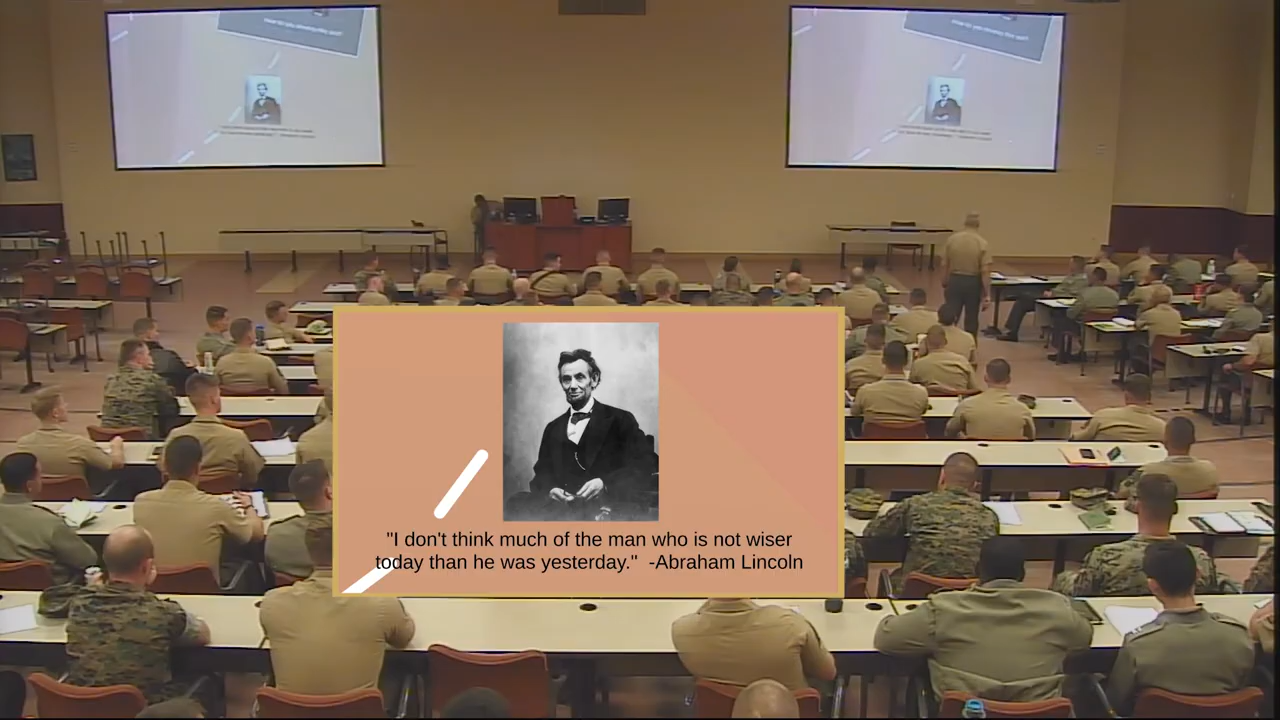 "I don't think much of the man who is not wiser
today than he was yesterday."  -Abraham Lincoln